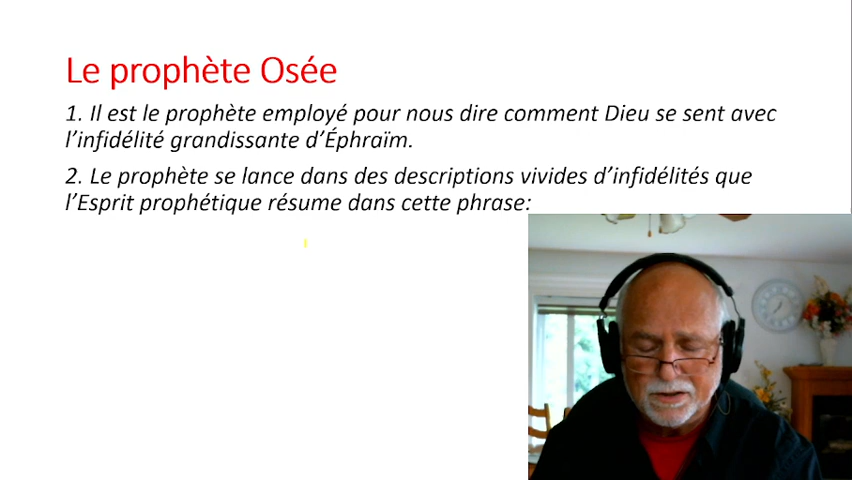 Le prophète Osée
1. Il est le prophète employé pour nous dire comment Dieu se sent avec
l’infidélité grandissante d’Éphraïm.
2. Le prophète se lance dans des descriptions vivides d’infidélités que
l’Esprit prophétique résume dans cette phrase: